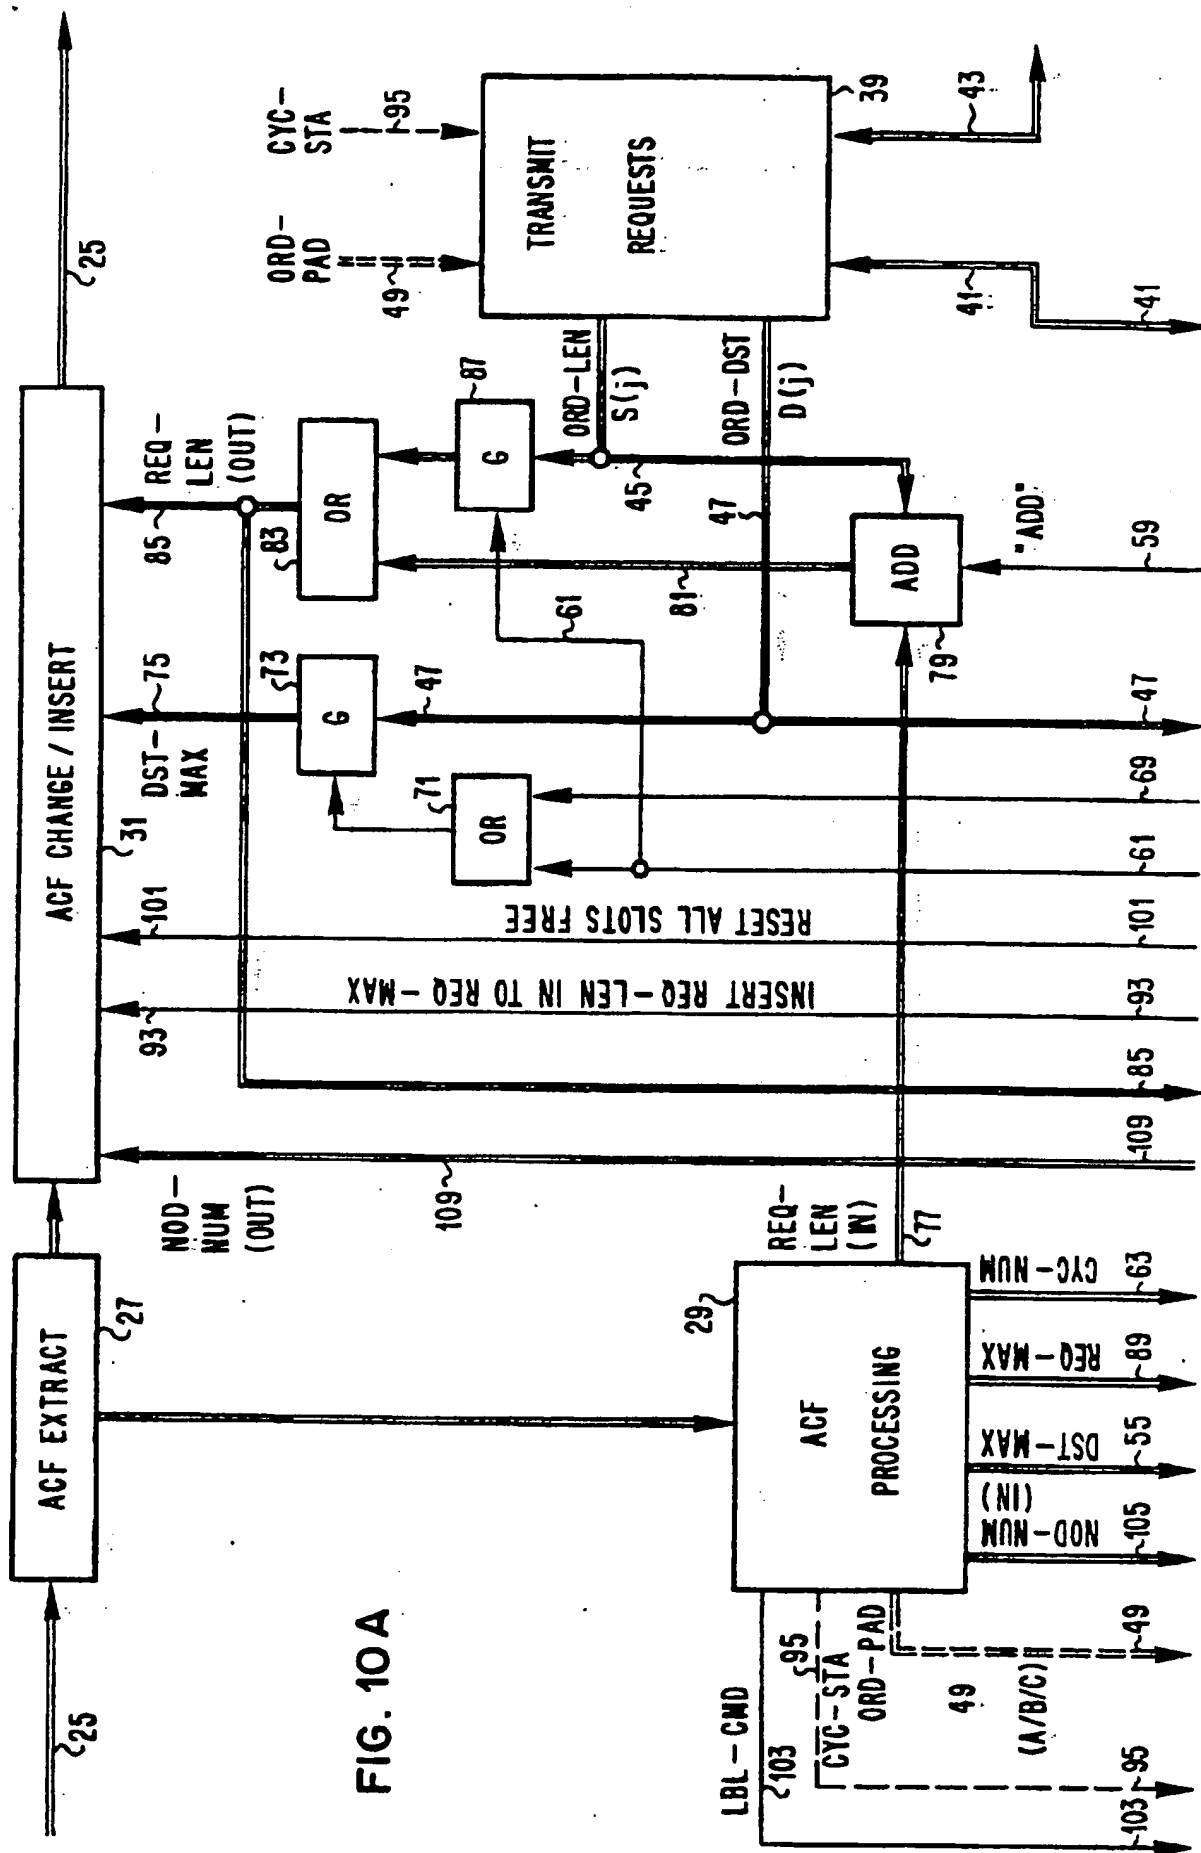 25
ACF EXTRACT
27
ACF CHANGE / INSERT
31
25
NOD-
NUM
(OUT)
109
93
101
DST-
MAX
75
85
REQ-
LEN
(OUT)
INSERT REQ-LEN IN TO REQ-MAX
RESET ALL SLOTS FREE
73
G
83
OR
71
OR
61
47
87
G
81
ORD-
PAD
49
CYC-
STA
95
TRANSMIT
REQUESTS
39
ORD-LEN
S(j)
45
ORD-DST
D(j)
47
ADD
79
"ADD"
59
41
41
43
FIG. 10A
29
ACF
PROCESSING
REQ-
LEN
(IN)
77
LBL-CMD
103
95
CYC-STA
ORD-PAD
49
(A/B/C)
NOD-NUM
(IN)
DST-MAX
REQ-MAX
CYC-NUM
103
95
49
105
55
89
63
109
85
93
101
61
69
47